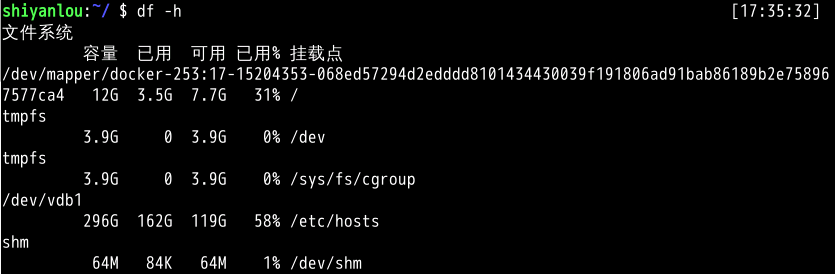 shiyanlou:~/ $ df -h [17:35:32]
文件系统
容量 已用 可用 已用% 挂载点
/dev/mapper/docker-253:17-15204353-068ed57294d2edddd8101434430039f191806ad91bab86189b2e75896
7577ca4 12G 3.5G 7.7G 31% /
tmpfs
3.9G 0 3.9G 0% /dev
tmpfs
3.9G 0 3.9G 0% /sys/fs/cgroup
/dev/vdb1
296G 162G 119G 58% /etc/hosts
shm
64M 84K 64M 1% /dev/shm